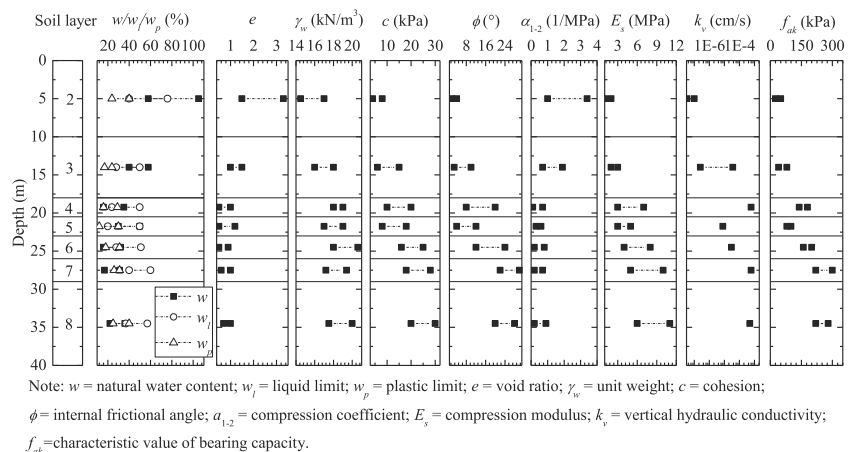 Soil layer w/w_l/w_p (%) e γ_w (kN/m³) c (kPa) ϕ (°) α_1-2 (1/MPa) E_s (MPa) k_v (cm/s) f_ak (kPa)
20 40 60 80 100 1 2 3 14 16 18 20 10 20 30 8 16 24 0 1 2 3 4 3 6 9 12 1E-6 1E-4 0 150 300
0
5
10
15
20
25
30
35
40
Depth (m)
2
3
4
5
6
7
8
w
w_l
w_p
Note: w = natural water content; w_l = liquid limit; w_p = plastic limit; e = void ratio; γ_w = unit weight; c = cohesion;
ϕ = internal frictional angle; a_1-2 = compression coefficient; E_s = compression modulus; k_v = vertical hydraulic conductivity;
f_ak=characteristic value of bearing capacity.